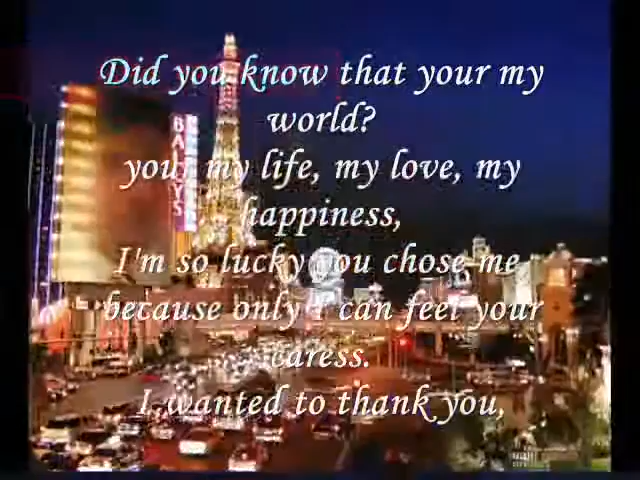 Did you know that your my
world?
your my life, my love, my
happiness,
I'm so lucky you chose me
because only I can feel your
caress.
I wanted to thank you,
BALLYS